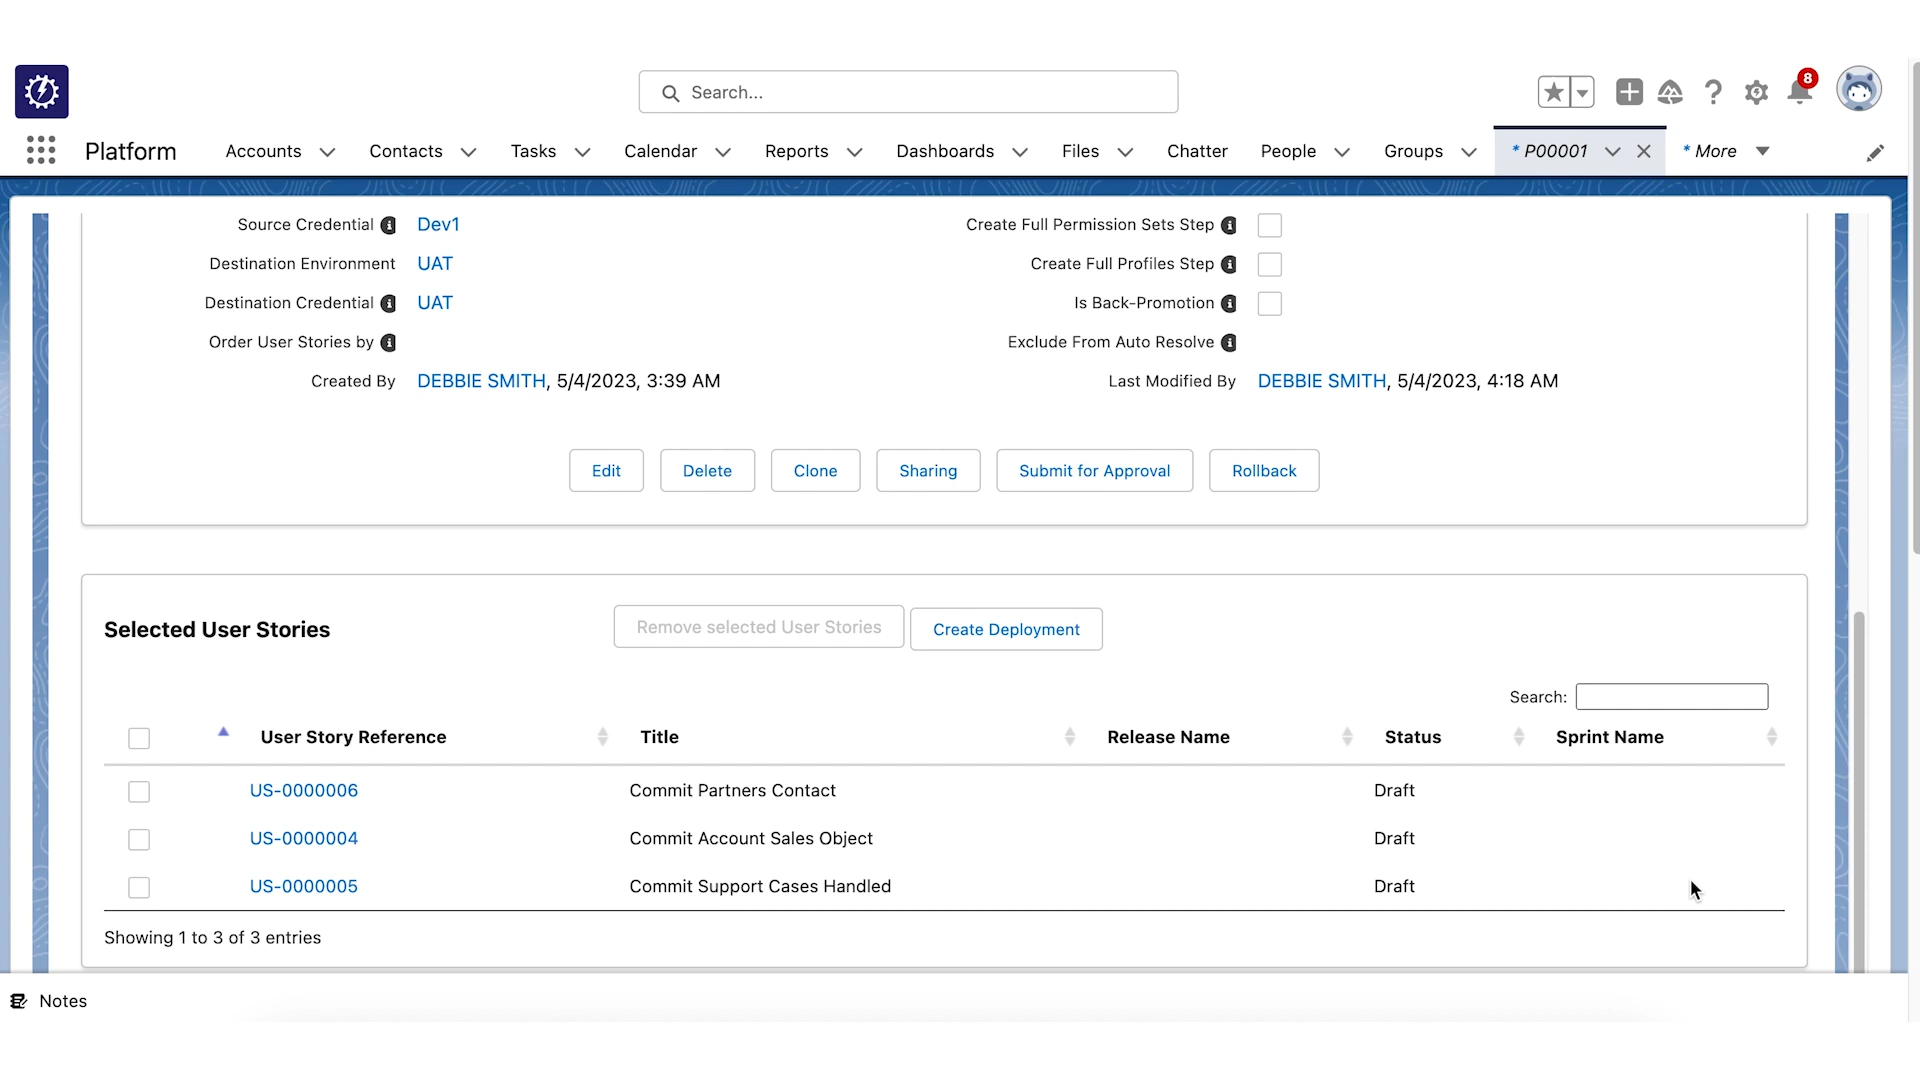 Search...
8
Platform
Accounts
Contacts
Tasks
Calendar
Reports
Dashboards
Files
Chatter
People
Groups
* P00001
* More
Source Credential Dev1
Create Full Permission Sets Step
Destination Environment UAT
Create Full Profiles Step
Destination Credential UAT
Is Back-Promotion
Order User Stories by
Exclude From Auto Resolve
Created By DEBBIE SMITH, 5/4/2023, 3:39 AM
Last Modified By DEBBIE SMITH, 5/4/2023, 4:18 AM
Edit
Delete
Clone
Sharing
Submit for Approval
Rollback
Selected User Stories
Remove selected User Stories
Create Deployment
Search:
User Story Reference Title Release Name Status Sprint Name
US-0000006 Commit Partners Contact Draft
US-0000004 Commit Account Sales Object Draft
US-0000005 Commit Support Cases Handled Draft
Showing 1 to 3 of 3 entries
Notes